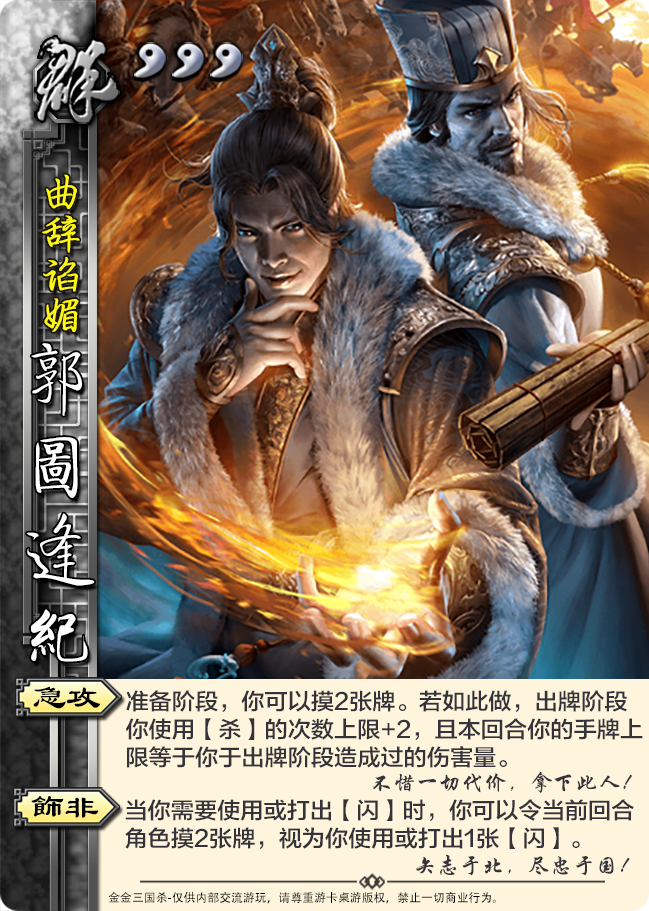 群
曲辞谄媚
郭圖逢紀
急攻
准备阶段，你可以摸2张牌。若如此做，出牌阶段
你使用【杀】的次数上限+2，且本回合你的手牌上
限等于你于出牌阶段造成过的伤害量。
不惜一切代价，拿下此人！
飾非
当你需要使用或打出【闪】时，你可以令当前回合
角色摸2张牌，视为你使用或打出1张【闪】。
矢志于北，尽忠于国！
金金三国杀-仅供内部交流游玩，请尊重游卡桌游版权，禁止一切商业行为。